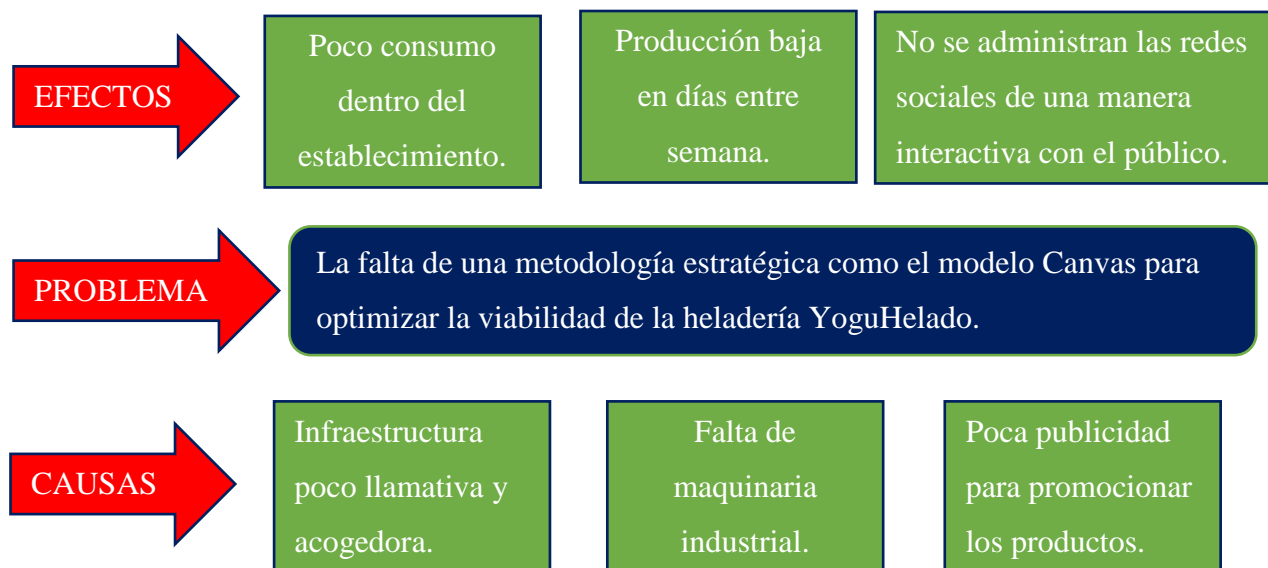 EFECTOS
Poco consumo
dentro del
establecimiento.
Producción baja
en días entre
semana.
No se administran las redes
sociales de una manera
interactiva con el público.
PROBLEMA
La falta de una metodología estratégica como el modelo Canvas para
optimizar la viabilidad de la heladería YoguHelado.
CAUSAS
Infraestructura
poco llamativa y
acogedora.
Falta de
maquinaria
industrial.
Poca publicidad
para promocionar
los productos.